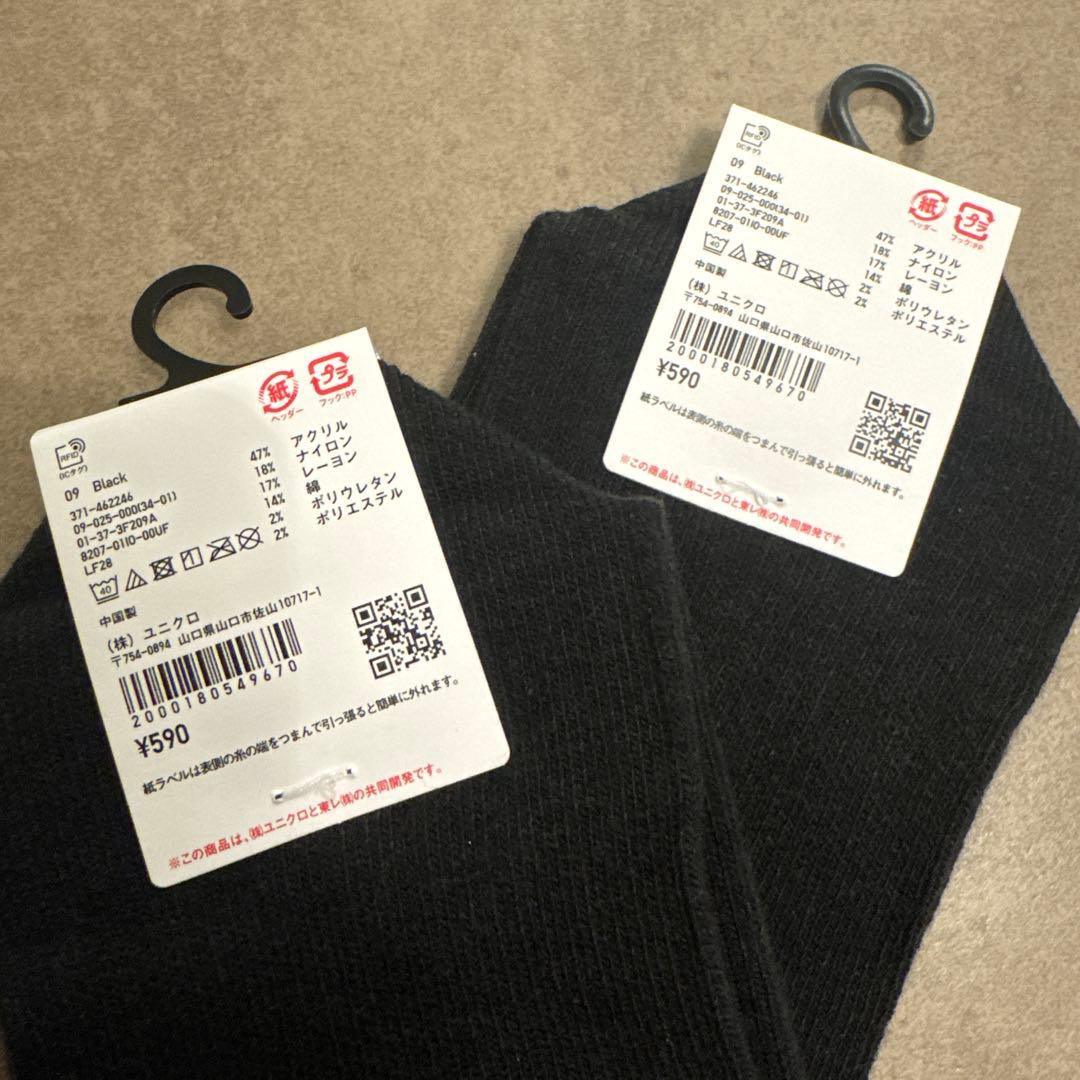 RFID
(ICタグ)
09 Black
371-462246
09-025-000(34-01)
01-37-3F209A
8207-01IO-00UF
LF28
紙
ヘッダー
プラ
フック:PP
47% アクリル
18% ナイロン
17% レーヨン
14% 綿
2% ポリウレタン
2% ポリエステル
40
中国製
(株) ユニクロ
〒754-0894 山口県山口市佐山10717-1
2000180549670
¥590
紙ラベルは表側の糸の端をつまんで引っ張ると簡単に外れます。
※この商品は、(株)ユニクロと東レ(株)の共同開発です。
RFID
(ICタグ)
09 Black
371-462246
09-025-000(34-01)
01-37-3F209A
8207-01IO-00UF
LF28
紙
ヘッダー
プラ
フック:PP
47% アクリル
18% ナイロン
17% レーヨン
14% 綿
2% ポリウレタン
2% ポリエステル
40
中国製
(株) ユニクロ
〒754-0894 山口県山口市佐山10717-1
2000180549670
¥590
紙ラベルは表側の糸の端をつまんで引っ張ると簡単に外れます。
※この商品は、(株)ユニクロと東レ(株)の共同開発です。